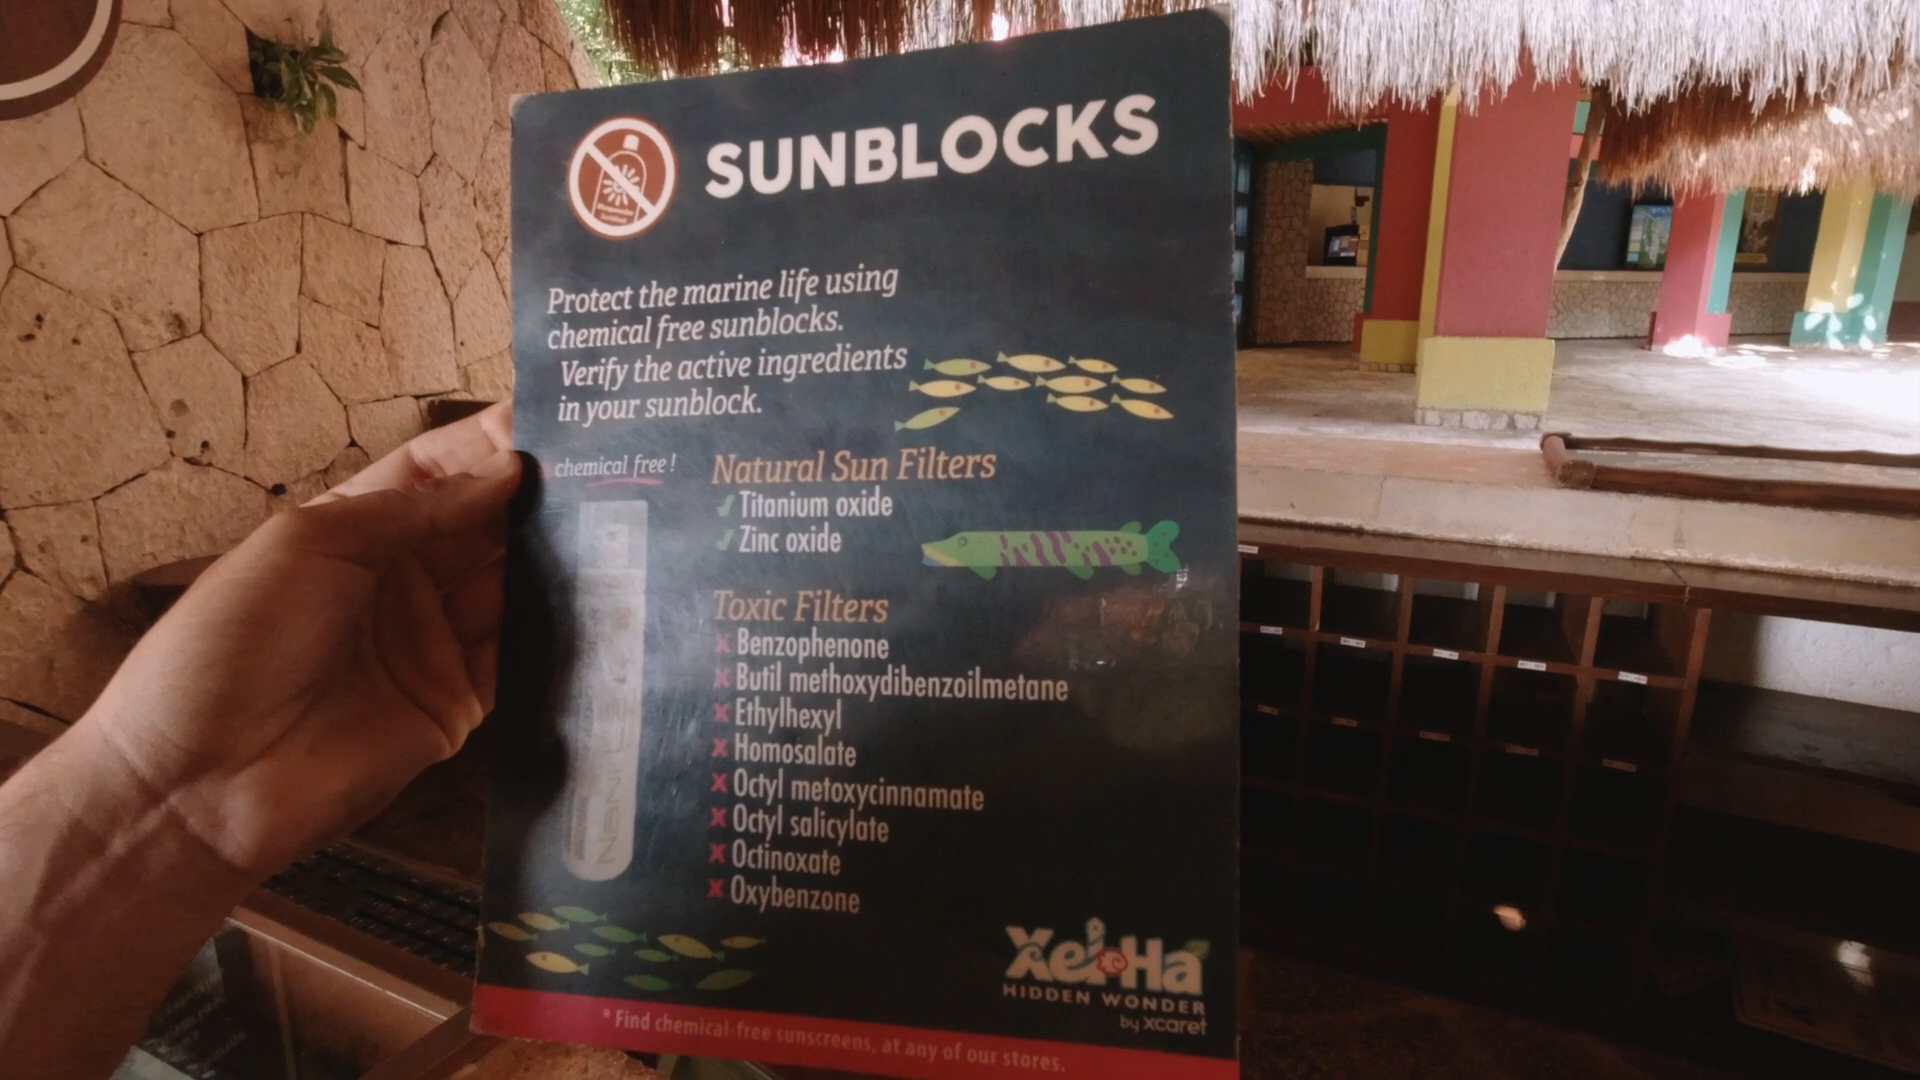 SUNBLOCKS
Protect the marine life using
chemical free sunblocks.
Verify the active ingredients
in your sunblock.
chemical free!
Natural Sun Filters
Titanium oxide
Zinc oxide
Toxic Filters
Benzophenone
Butil methoxydibenzoilmetane
Ethylhexyl
Homosalate
Octyl metoxycinnamate
Octyl salicylate
Octinoxate
Oxybenzone
Xel-Há
HIDDEN WONDER
by xcaret
* Find chemical-free sunscreens, at any of our stores.